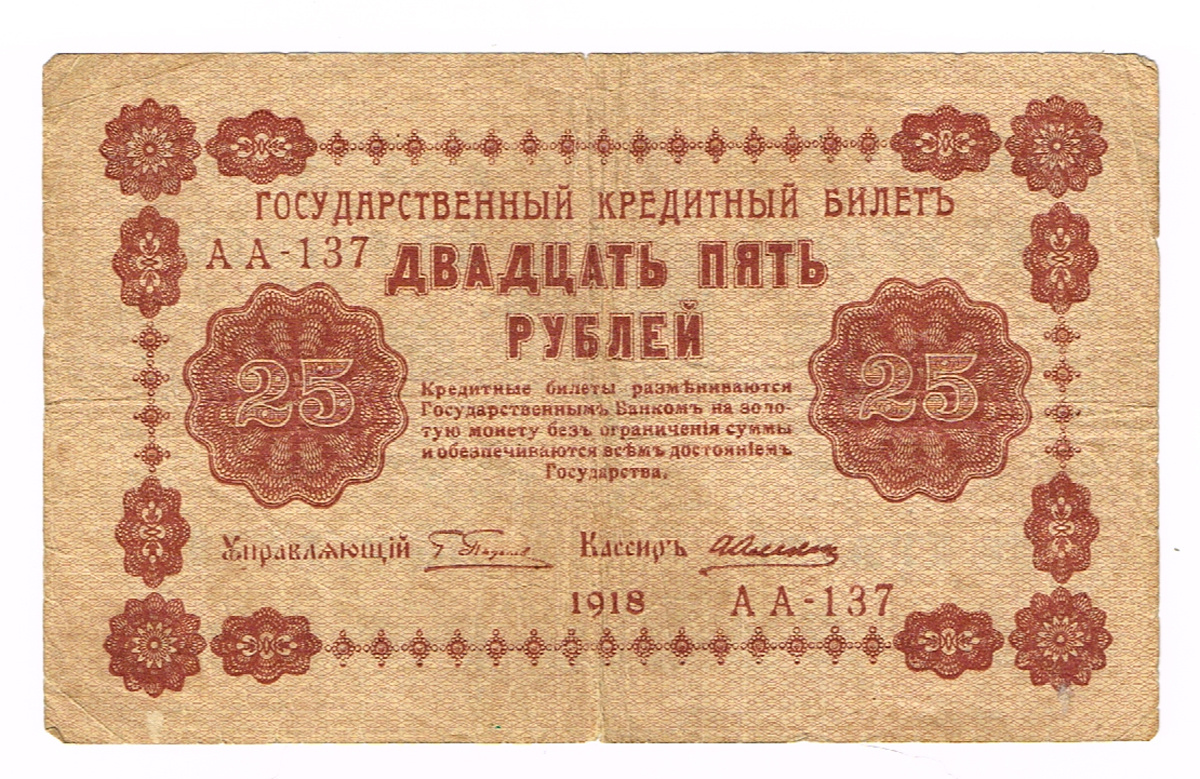 ГОСУДАРСТВЕННЫЙ КРЕДИТНЫЙ БИЛЕТЪ
АА-137
ДВАДЦАТЬ ПЯТЬ
РУБЛЕЙ
25
25
Кредитные билеты размѣниваются
Государственнымъ Банкомъ на золо-
тую монету безъ ограниченія суммы
и обезпечиваются всѣмъ достояніемъ
Государства.
Управляющій
Кассиръ
1918
АА-137